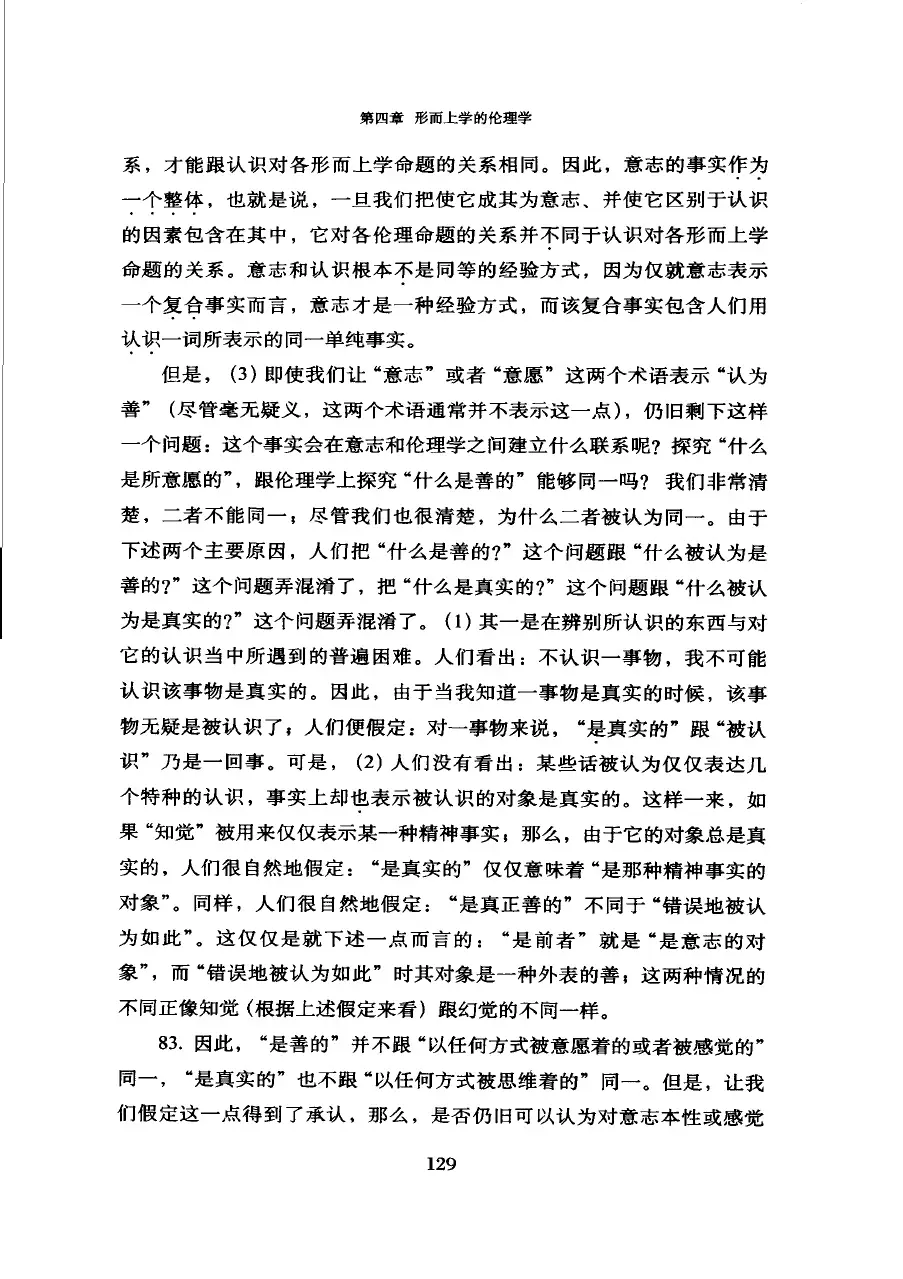 第四章 形而上学的伦理学
系，才能跟认识对各形而上学命题的关系相同。因此，意志的事实作为
一个整体，也就是说，一旦我们把使它成其为意志、并使它区别于认识
的因素包含在其中，它对各伦理命题的关系并不同于认识对各形而上学
命题的关系。意志和认识根本不是同等的经验方式，因为仅就意志表示
一个复合事实而言，意志才是一种经验方式，而该复合事实包含人们用
认识一词所表示的同一单纯事实。
但是，(3)即使我们让“意志”或者“意愿”这两个术语表示“认为
善”（尽管毫无疑义，这两个术语通常并不表示这一点），仍旧剩下这样
一个问题：这个事实会在意志和伦理学之间建立什么联系呢？探究“什么
是所意愿的”，跟伦理学上探究“什么是善的”能够同一吗？ 我们非常清
楚，二者不能同一；尽管我们也很清楚，为什么二者被认为同一。由于
下述两个主要原因，人们把“什么是善的?”这个问题跟“什么被认为是
善的?”这个问题弄混淆了，把“什么是真实的?”这个问题跟“什么被认
为是真实的?”这个问题弄混淆了。(1)其一是在辨别所认识的东西与对
它的认识当中所遇到的普遍困难。人们看出：不认识一事物，我不可能
认识该事物是真实的。因此，由于当我知道一事物是真实的时候，该事
物无疑是被认识了；人们便假定：对一事物来说，“是真实的”跟“被认
识”乃是一回事。可是，(2)人们没有看出：某些话被认为仅仅表达几
个特种的认识，事实上却也表示被认识的对象是真实的。这样一来，如
果“知觉”被用来仅仅表示某一种精神事实；那么，由于它的对象总是真
实的，人们很自然地假定：“是真实的”仅仅意味着“是那种精神事实的
对象”。同样，人们很自然地假定：“是真正善的”不同于“错误地被认
为如此”。这仅仅是就下述一点而言的：“是前者”就是“是意志的对
象”，而“错误地被认为如此”时其对象是一种外表的善；这两种情况的
不同正像知觉（根据上述假定来看）跟幻觉的不同一样。
83. 因此，“是善的”并不跟“以任何方式被意愿着的或者被感觉的”
同一，“是真实的”也不跟“以任何方式被思维着的”同一。但是，让我
们假定这一点得到了承认，那么，是否仍旧可以认为对意志本性或感觉
129